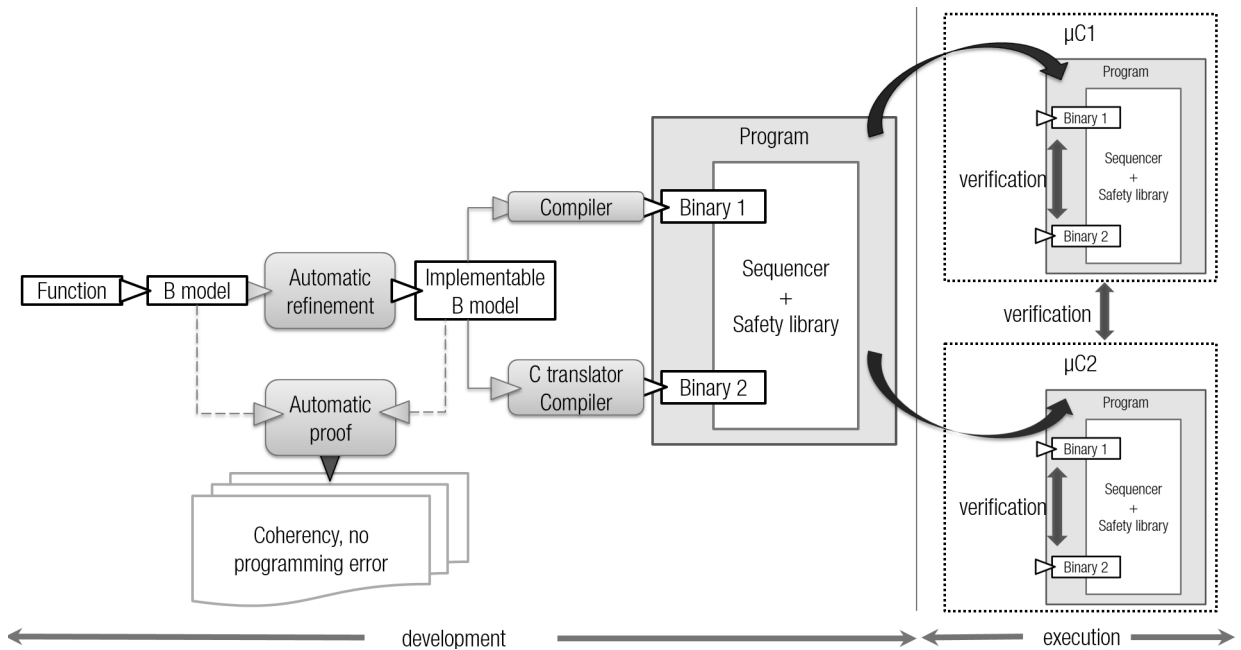 Function
B model
Automatic
refinement
Implementable
B model
Automatic
proof
Coherency, no
programming error
Compiler
C translator
Compiler
Program
Binary 1
Sequencer
+
Safety library
Binary 2
µC1
Program
Binary 1
verification
Sequencer
+
Safety library
Binary 2
verification
µC2
Program
Binary 1
verification
Sequencer
+
Safety library
Binary 2
development
execution